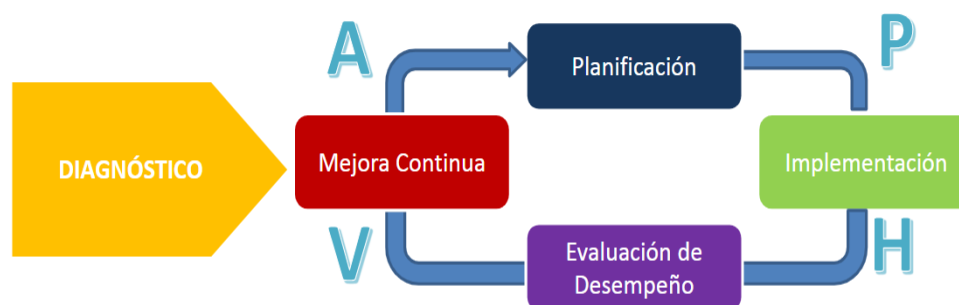 A
P
Planificación
DIAGNÓSTICO
Mejora Continua
Implementación
V
H
Evaluación de
Desempeño